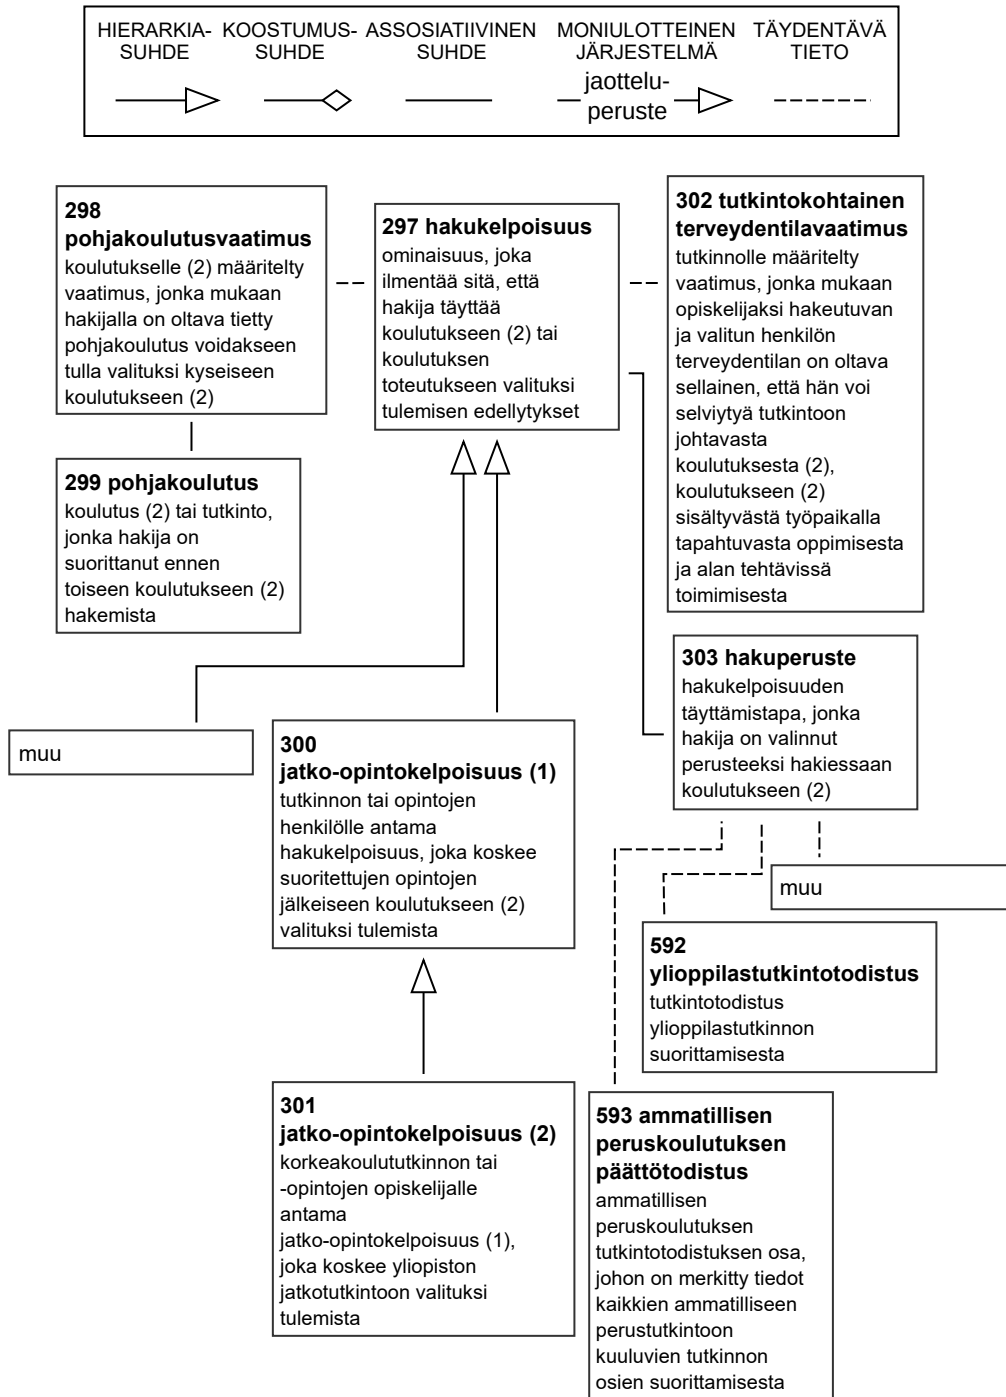 HIERARKIA-
SUHDE
KOOSTUMUS-
SUHDE
ASSOSIATIIVINEN
SUHDE
MONIULOTTEINEN
JÄRJESTELMÄ
TÄYDENTÄVÄ
TIETO
jaottelu-
peruste
298
pohjakoulutusvaatimus
koulutukselle (2) määritelty
vaatimus, jonka mukaan
hakijalla on oltava tietty
pohjakoulutus voidakseen
tulla valituksi kyseiseen
koulutukseen (2)
297 hakukelpoisuus
ominaisuus, joka
ilmentää sitä, että
hakija täyttää
koulutukseen (2) tai
koulutuksen
toteutukseen valituksi
tulemisen edellytykset
302 tutkintokohtainen
terveydentilavaatimus
tutkinnolle määritelty
vaatimus, jonka mukaan
opiskelijaksi hakeutuvan
ja valitun henkilön
terveydentilan on oltava
sellainen, että hän voi
selviytyä tutkintoon
johtavasta
koulutuksesta (2),
koulutukseen (2)
sisältyvästä työpaikalla
tapahtuvasta oppimisesta
ja alan tehtävissä
toimimisesta
299 pohjakoulutus
koulutus (2) tai tutkinto,
jonka hakija on
suorittanut ennen
toiseen koulutukseen (2)
hakemista
303 hakuperuste
hakukelpoisuuden
täyttämistapa, jonka
hakija on valinnut
perusteeksi hakiessaan
koulutukseen (2)
muu
300
jatko-opintokelpoisuus (1)
tutkinnon tai opintojen
henkilölle antama
hakukelpoisuus, joka koskee
suoritettujen opintojen
jälkeiseen koulutukseen (2)
valituksi tulemista
muu
592
ylioppilastutkintotodistus
tutkintotodistus
ylioppilastutkinnon
suorittamisesta
301
jatko-opintokelpoisuus (2)
korkeakoulututkinnon tai
-opintojen opiskelijalle
antama
jatko-opintokelpoisuus (1),
joka koskee yliopiston
jatkotutkintoon valituksi
tulemista
593 ammatillisen
peruskoulutuksen
päättötodistus
ammatillisen
peruskoulutuksen
tutkintotodistuksen osa,
johon on merkitty tiedot
kaikkien ammatilliseen
perustutkintoon
kuuluvien tutkinnon
osien suorittamisesta